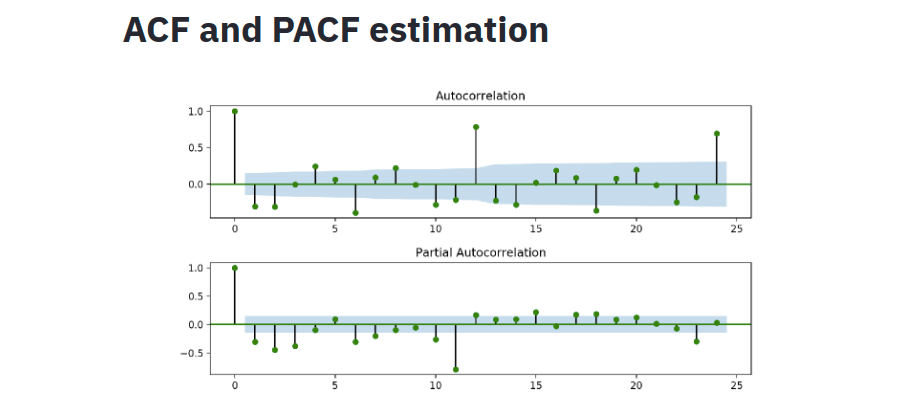 ACF and PACF estimation
Autocorrelation
1.0
0.5
0.0
0 5 10 15 20 25
Partial Autocorrelation
1.0
0.5
0.0
−0.5
0 5 10 15 20 25